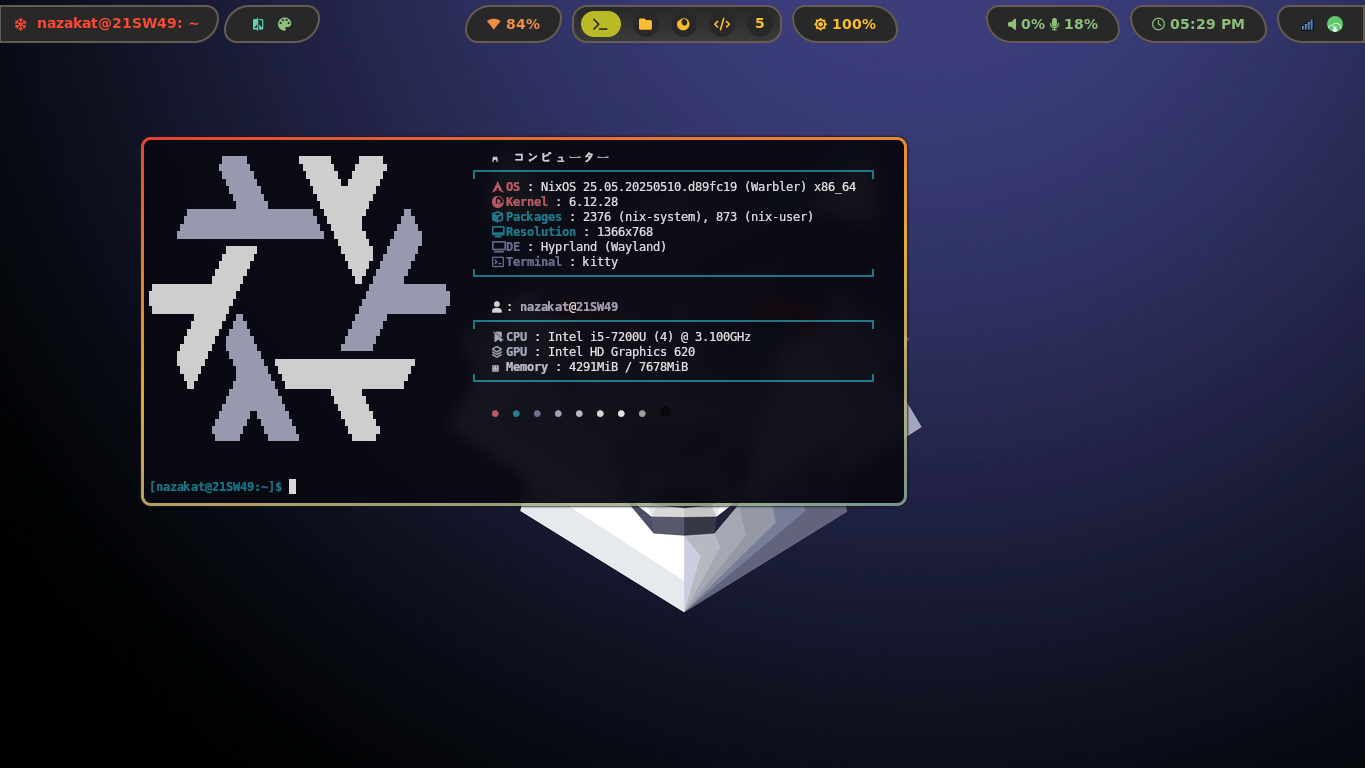 nazakat@21SW49: ~
84%
5
100%
0% 18%
05:29 PM
コンピューター
OS : NixOS 25.05.20250510.d89fc19 (Warbler) x86_64
Kernel : 6.12.28
Packages : 2376 (nix-system), 873 (nix-user)
Resolution : 1366x768
DE : Hyprland (Wayland)
Terminal : kitty
: nazakat@21SW49
CPU : Intel i5-7200U (4) @ 3.100GHz
GPU : Intel HD Graphics 620
Memory : 4291MiB / 7678MiB
[nazakat@21SW49:~]$